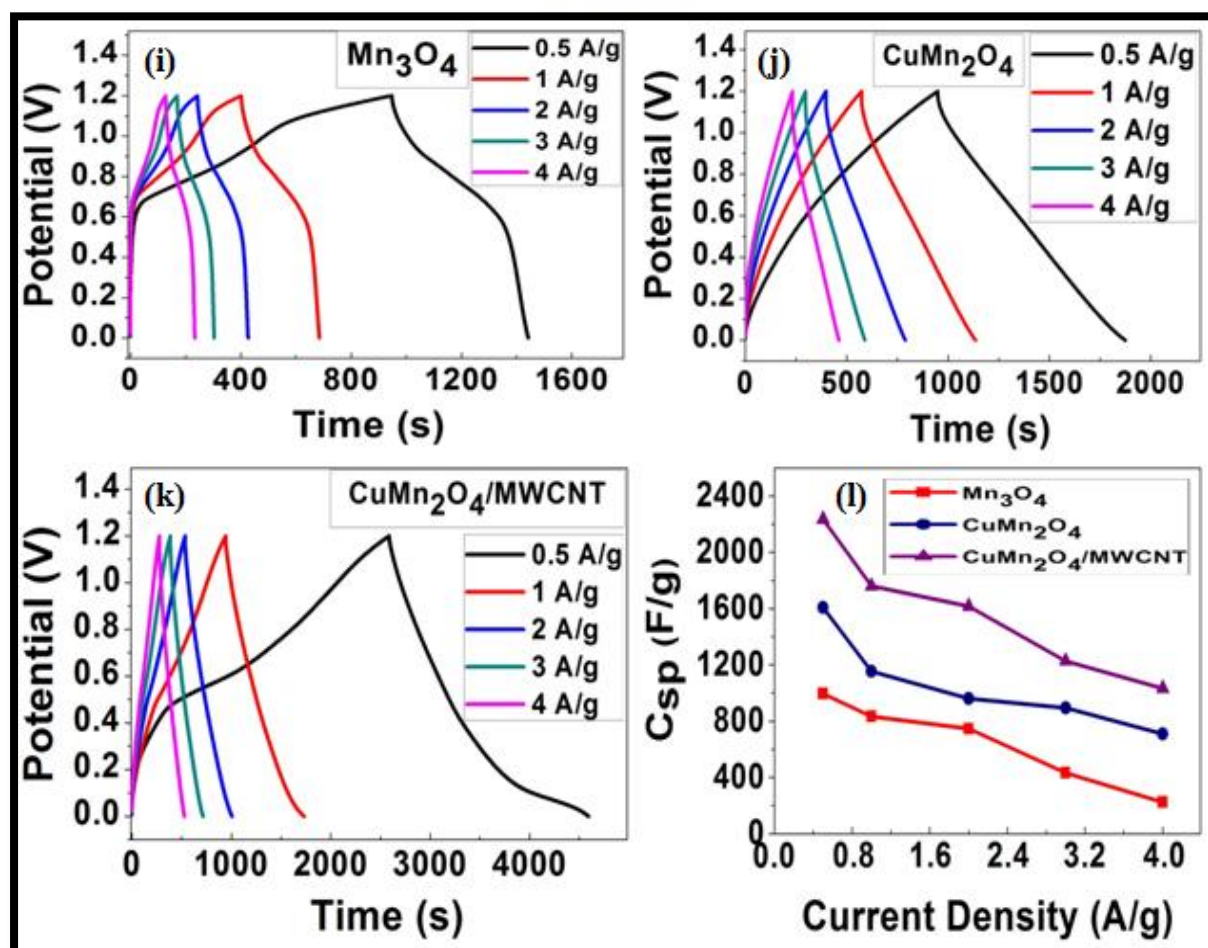 (i)
Mn3O4
0.5 A/g
1 A/g
2 A/g
3 A/g
4 A/g
Potential (V)
1.4
1.2
1.0
0.8
0.6
0.4
0.2
0.0
0 400 800 1200 1600
Time (s)
(j)
CuMn2O4
0.5 A/g
1 A/g
2 A/g
3 A/g
4 A/g
Potential (V)
1.4
1.2
1.0
0.8
0.6
0.4
0.2
0.0
0 500 1000 1500 2000
Time (s)
(k)
CuMn2O4/MWCNT
0.5 A/g
1 A/g
2 A/g
3 A/g
4 A/g
Potential (V)
1.4
1.2
1.0
0.8
0.6
0.4
0.2
0.0
0 1000 2000 3000 4000
Time (s)
(l)
Mn3O4
CuMn2O4
CuMn2O4/MWCNT
Csp (F/g)
2400
2000
1600
1200
800
400
0
0.0 0.8 1.6 2.4 3.2 4.0
Current Density (A/g)